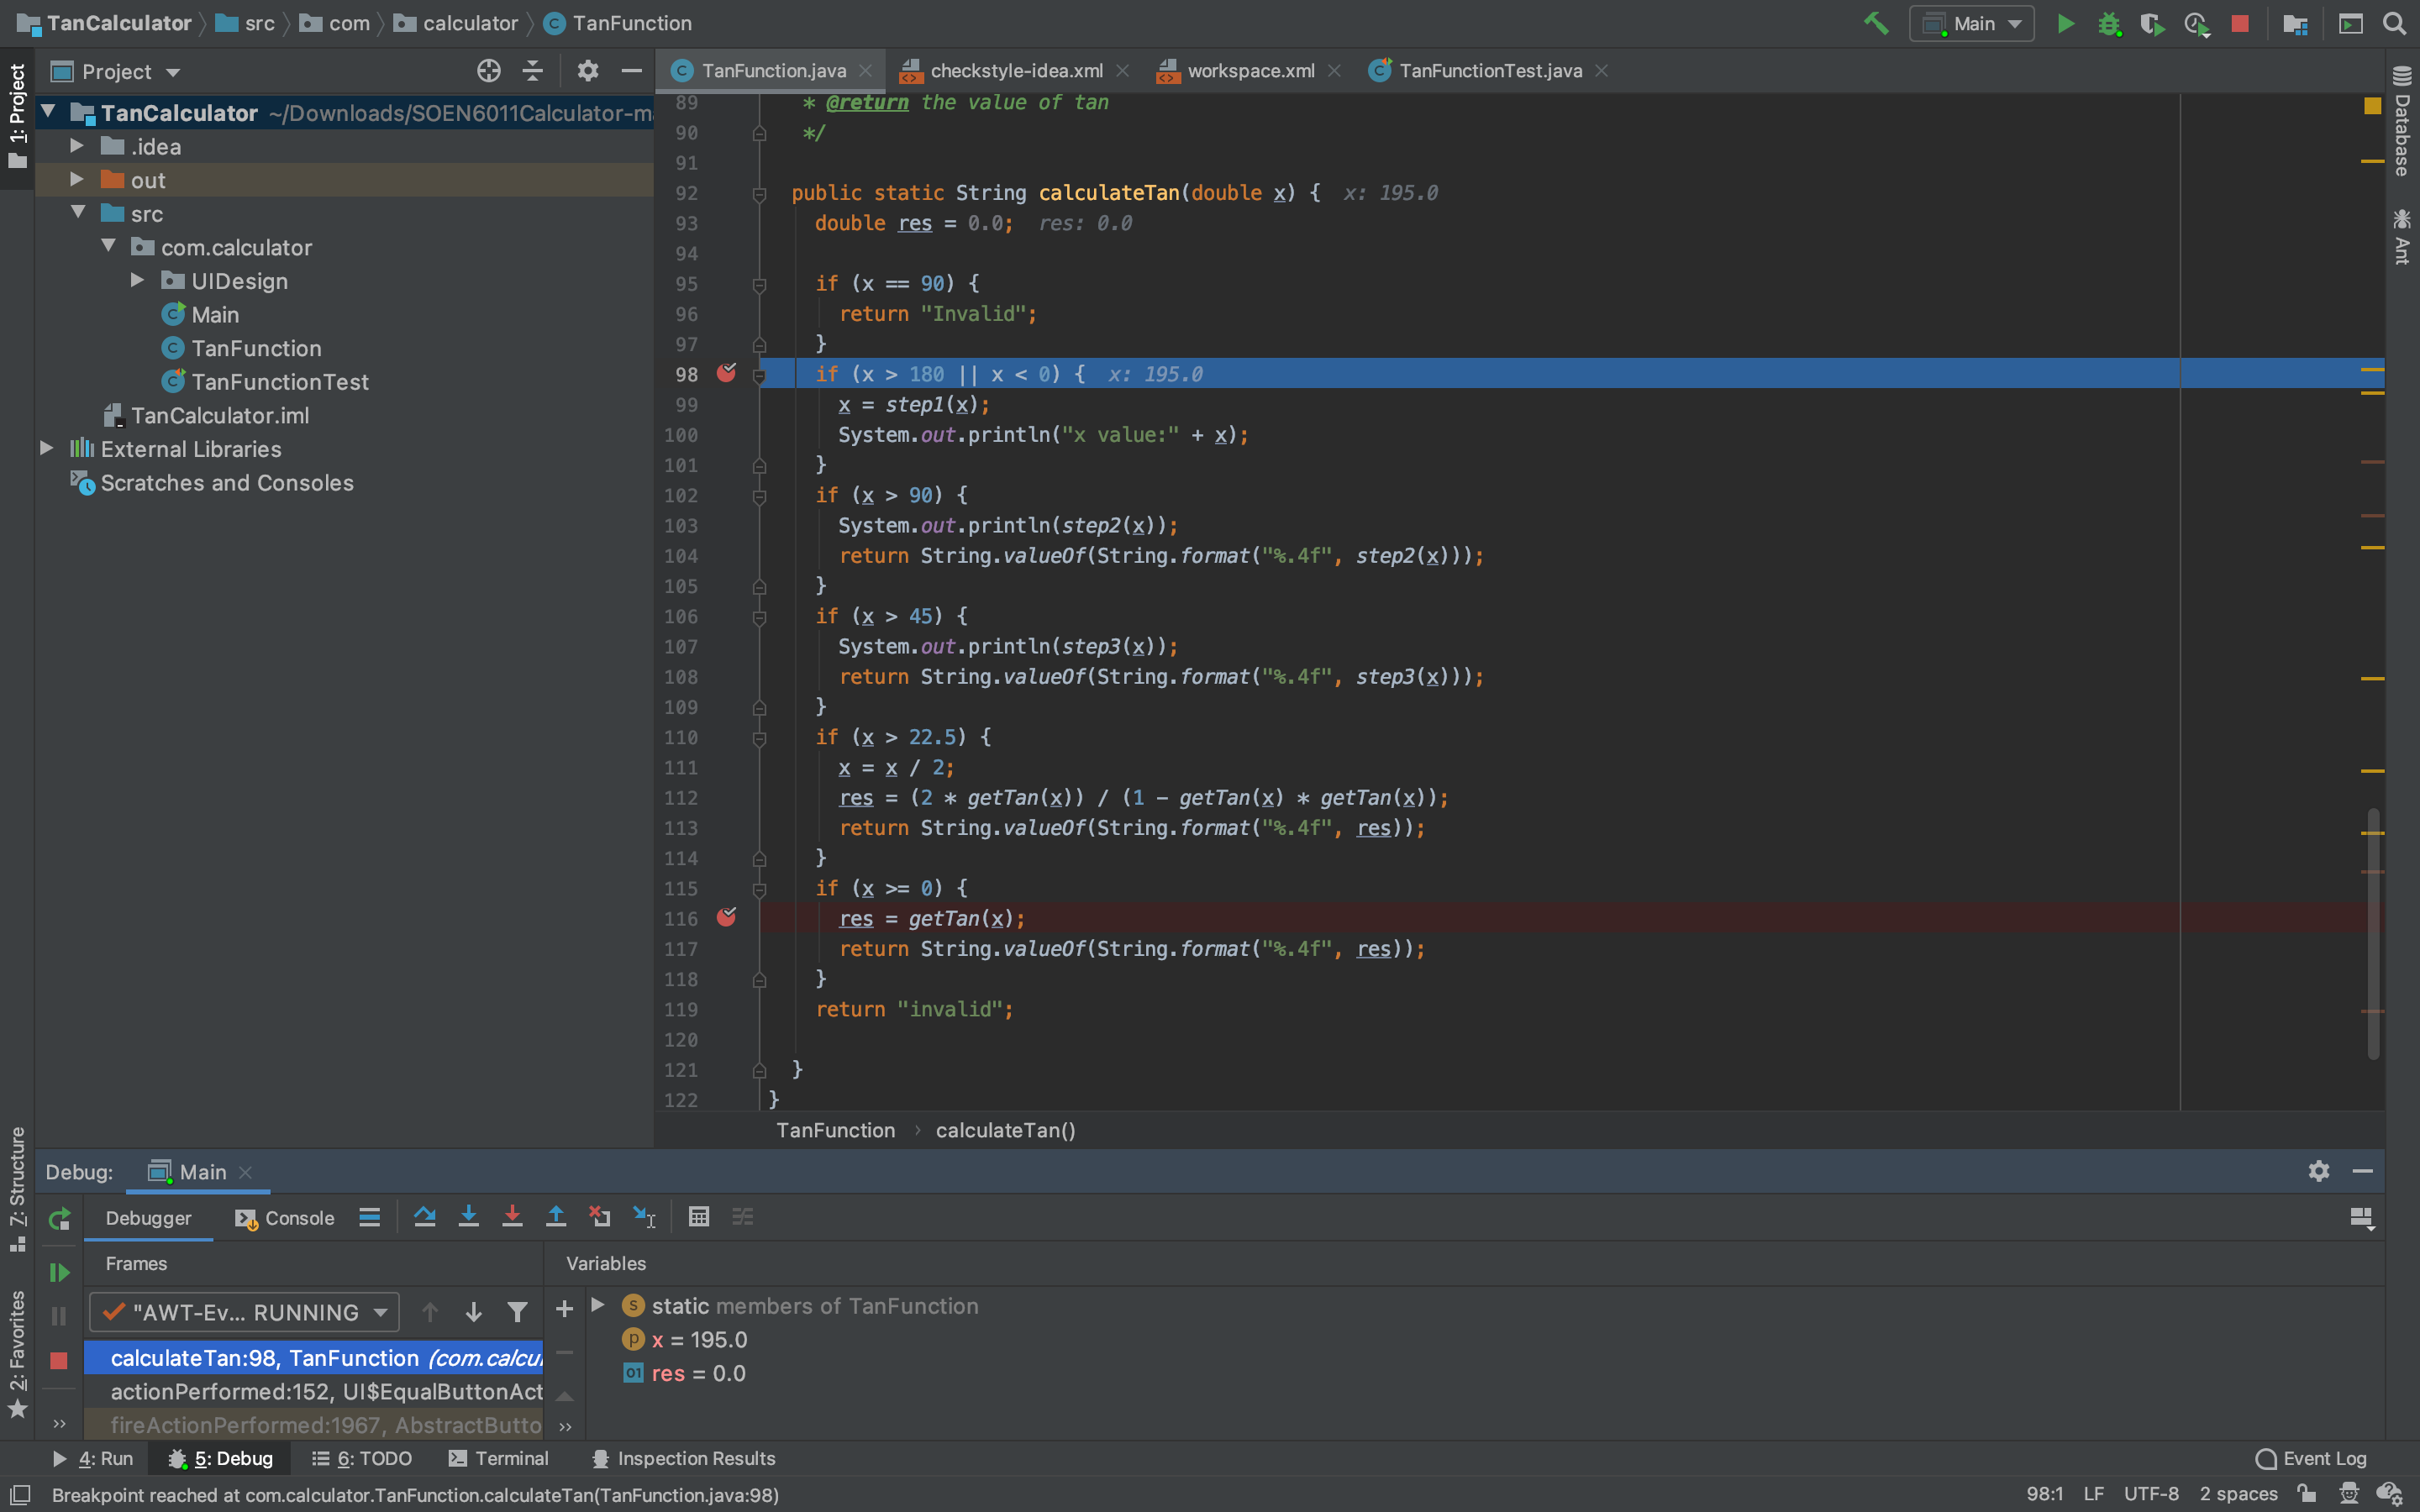 TanCalculator src com calculator TanFunction
Main
1: Project
Project
TanFunction.java checkstyle-idea.xml workspace.xml TanFunctionTest.java
TanCalculator ~/Downloads/SOEN6011Calculator-ma
.idea
out
src
com.calculator
UIDesign
Main
TanFunction
TanFunctionTest
TanCalculator.iml
External Libraries
Scratches and Consoles
89 * @return the value of tan
90 */
91
92 public static String calculateTan(double x) { x: 195.0
93 double res = 0.0; res: 0.0
94
95 if (x == 90) {
96 return "Invalid";
97 }
98 if (x > 180 || x < 0) { x: 195.0
99 x = step1(x);
100 System.out.println("x value:" + x);
101 }
102 if (x > 90) {
103 System.out.println(step2(x));
104 return String.valueOf(String.format("%.4f", step2(x)));
105 }
106 if (x > 45) {
107 System.out.println(step3(x));
108 return String.valueOf(String.format("%.4f", step3(x)));
109 }
110 if (x > 22.5) {
111 x = x / 2;
112 res = (2 * getTan(x)) / (1 - getTan(x) * getTan(x));
113 return String.valueOf(String.format("%.4f", res));
114 }
115 if (x >= 0) {
116 res = getTan(x);
117 return String.valueOf(String.format("%.4f", res));
118 }
119 return "invalid";
120
121 }
122 }
TanFunction › calculateTan()
Database
Ant
7: Structure
2: Favorites
Debug: Main
Debugger Console
Frames Variables
"AWT-Ev... RUNNING
calculateTan:98, TanFunction (com.calcul
actionPerformed:152, UI$EqualButtonAct
fireActionPerformed:1967, AbstractButto
static members of TanFunction
x = 195.0
res = 0.0
4: Run 5: Debug 6: TODO Terminal Inspection Results Event Log
Breakpoint reached at com.calculator.TanFunction.calculateTan(TanFunction.java:98) 98:1 LF UTF-8 2 spaces